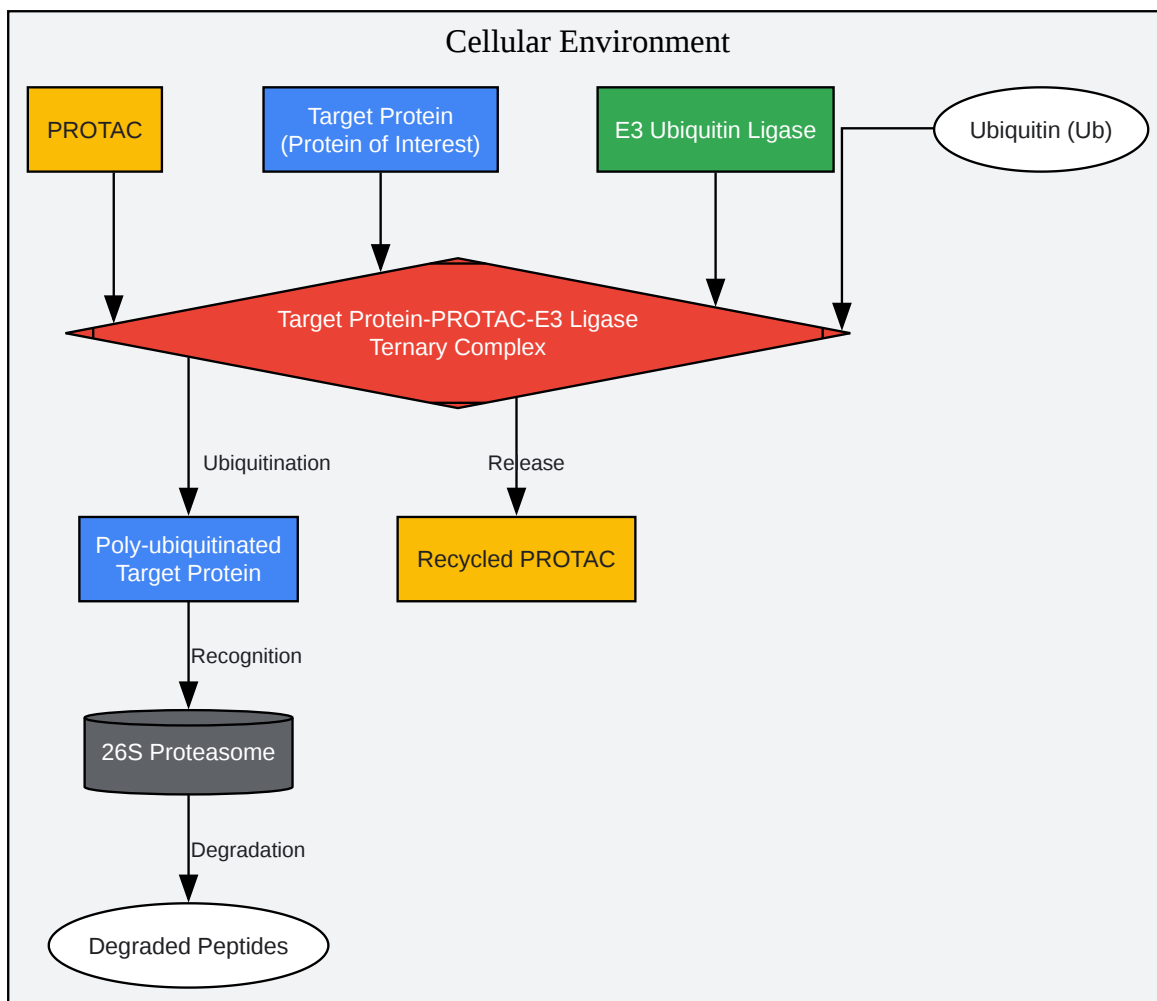 Cellular Environment
PROTAC
Target Protein
(Protein of Interest)
E3 Ubiquitin Ligase
Ubiquitin (Ub)
Target Protein-PROTAC-E3 Ligase
Ternary Complex
Ubiquitination
Release
Poly-ubiquitinated
Target Protein
Recycled PROTAC
Recognition
26S Proteasome
Degradation
Degraded Peptides